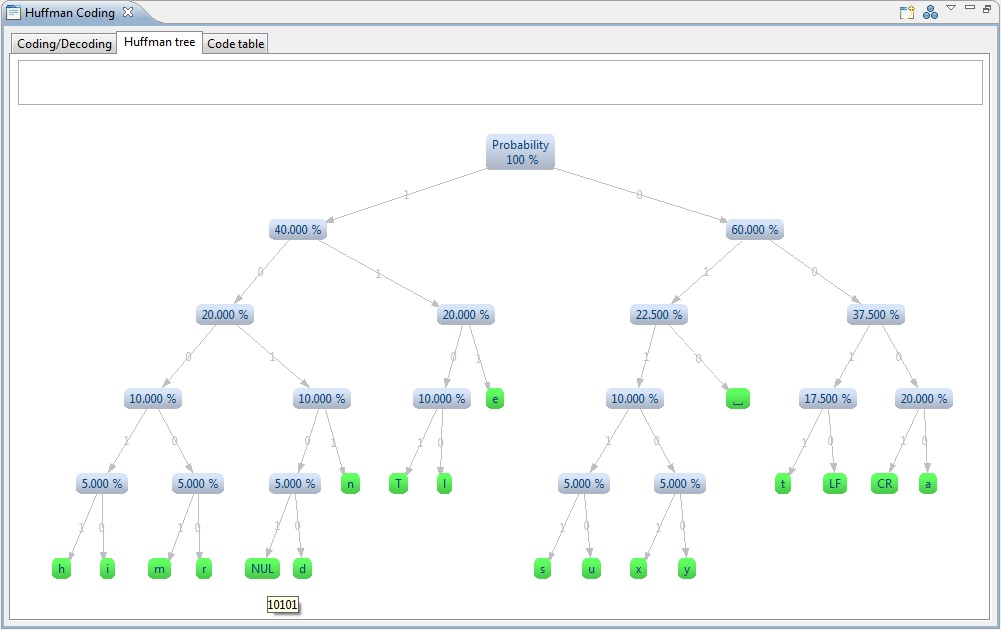 Huffman Coding
Coding/Decoding Huffman tree Code table
Probability
100 %
1 0
40.000 % 60.000 %
0 1 1 0
20.000 % 20.000 % 22.500 % 37.500 %
0 1 0 1 1 0 1 0
10.000 % 10.000 % 10.000 % e 10.000 % ⎵ 17.500 % 20.000 %
1 0 0 1 1 0 1 0 1 0 1 0
5.000 % 5.000 % 5.000 % n T l 5.000 % 5.000 % t LF CR a
1 0 1 0 1 0 1 0 1 0
h i m r NUL d s u x y
10101